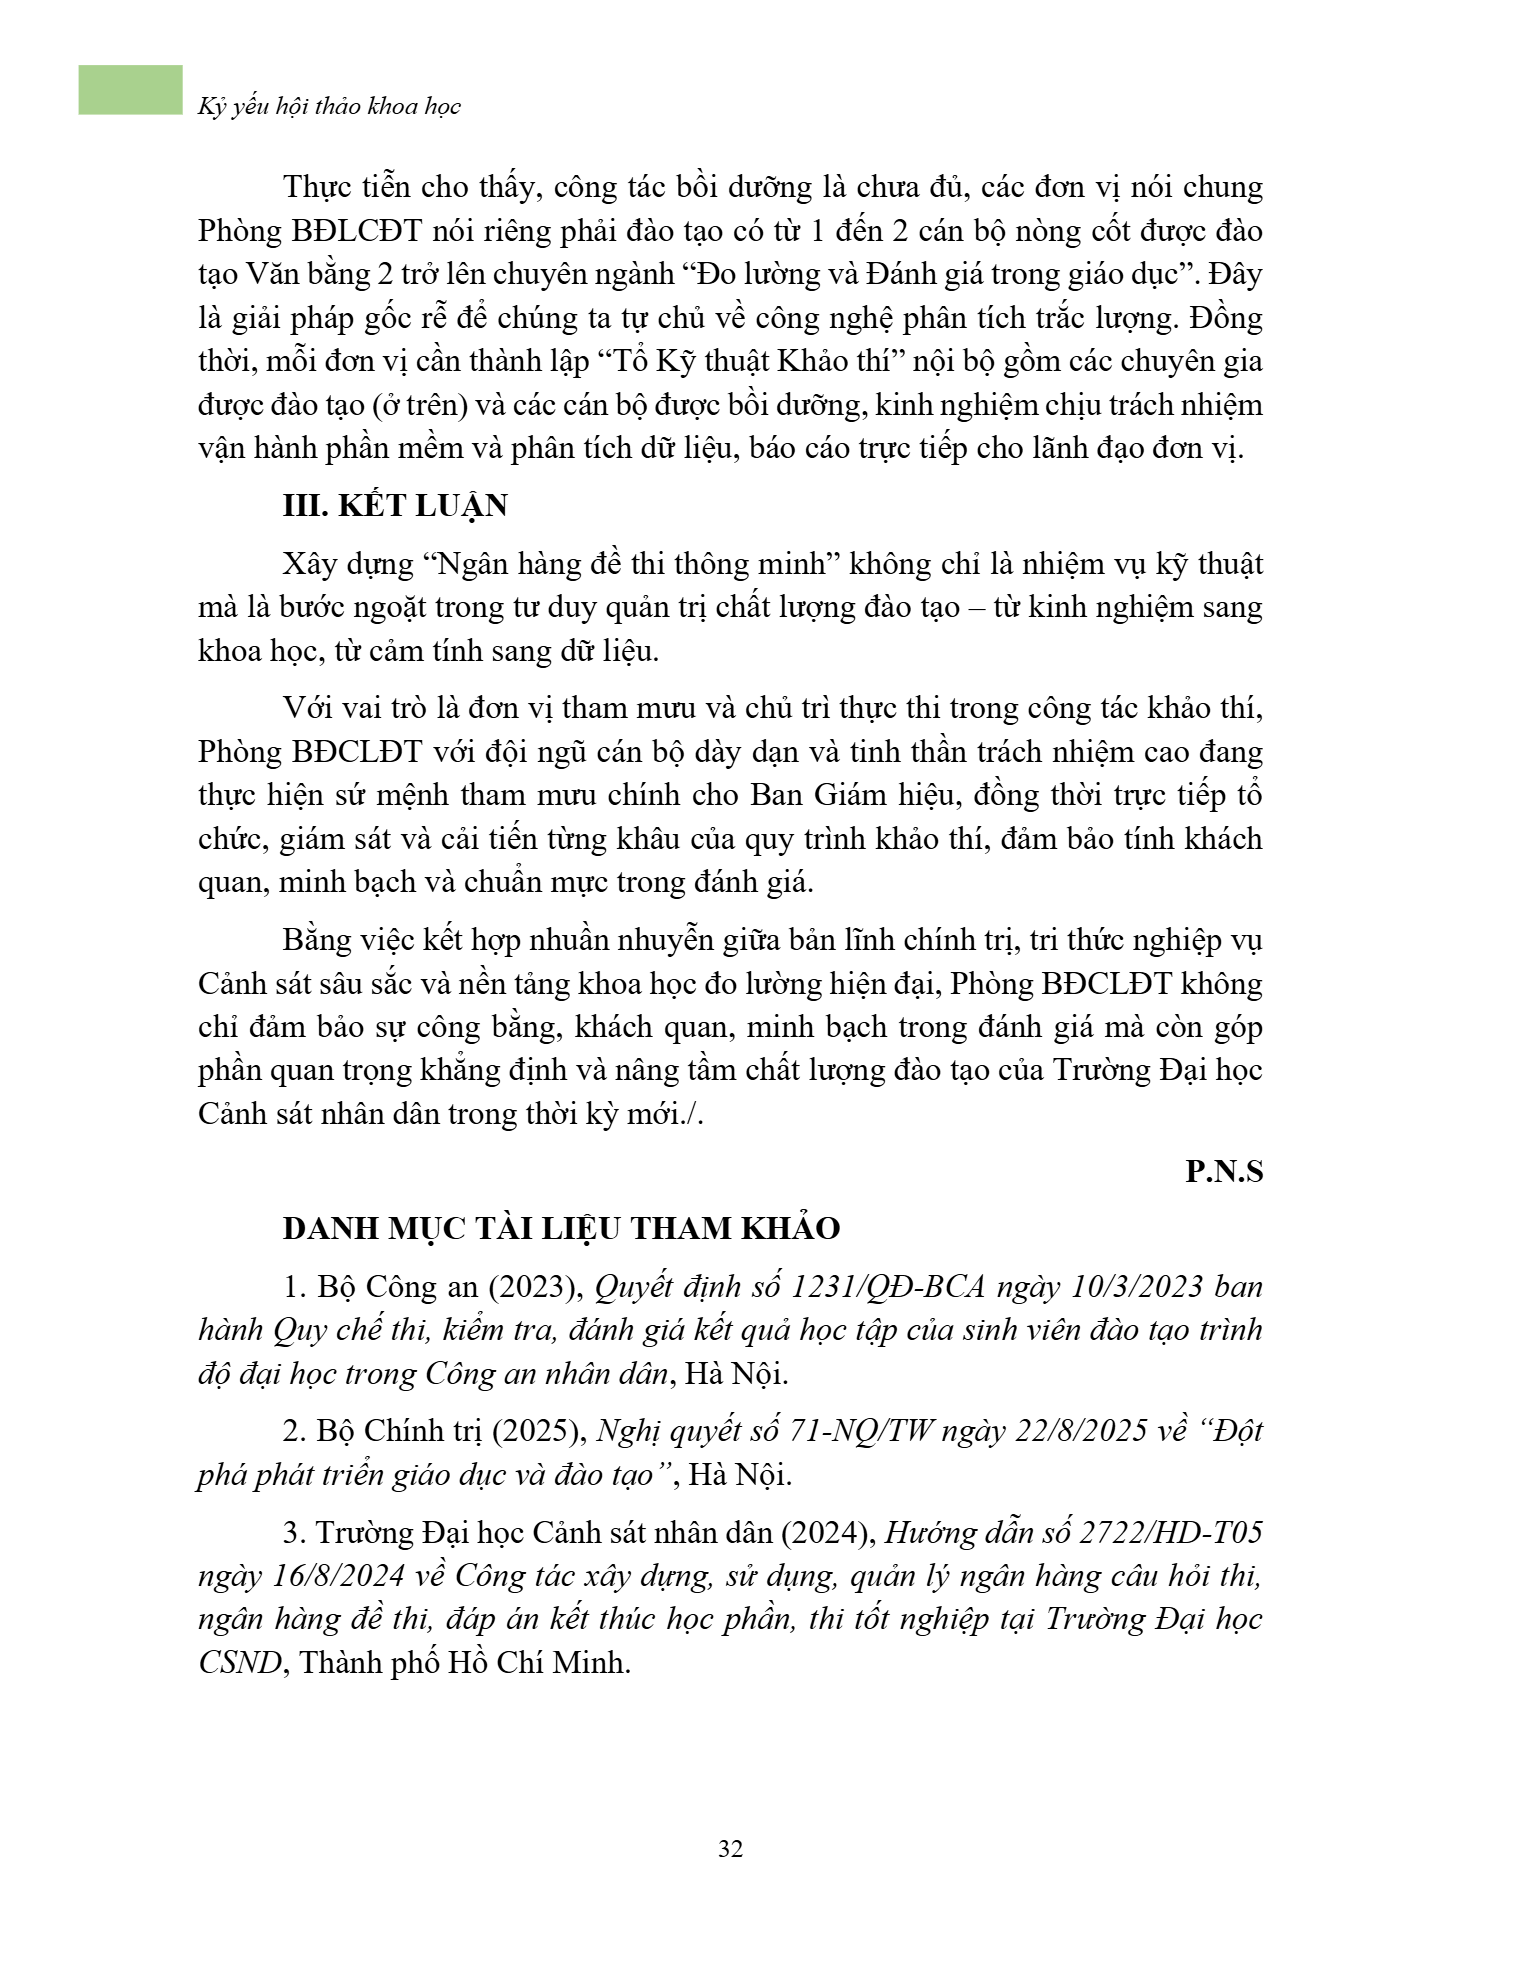 Kỷ yếu hội thảo khoa học
Thực tiễn cho thấy, công tác bồi dưỡng là chưa đủ, các đơn vị nói chung
Phòng BĐLCĐT nói riêng phải đào tạo có từ 1 đến 2 cán bộ nòng cốt được đào
tạo Văn bằng 2 trở lên chuyên ngành “Đo lường và Đánh giá trong giáo dục”. Đây
là giải pháp gốc rễ để chúng ta tự chủ về công nghệ phân tích trắc lượng. Đồng
thời, mỗi đơn vị cần thành lập “Tổ Kỹ thuật Khảo thí” nội bộ gồm các chuyên gia
được đào tạo (ở trên) và các cán bộ được bồi dưỡng, kinh nghiệm chịu trách nhiệm
vận hành phần mềm và phân tích dữ liệu, báo cáo trực tiếp cho lãnh đạo đơn vị.
III. KẾT LUẬN
Xây dựng “Ngân hàng đề thi thông minh” không chỉ là nhiệm vụ kỹ thuật
mà là bước ngoặt trong tư duy quản trị chất lượng đào tạo – từ kinh nghiệm sang
khoa học, từ cảm tính sang dữ liệu.
Với vai trò là đơn vị tham mưu và chủ trì thực thi trong công tác khảo thí,
Phòng BĐCLĐT với đội ngũ cán bộ dày dạn và tinh thần trách nhiệm cao đang
thực hiện sứ mệnh tham mưu chính cho Ban Giám hiệu, đồng thời trực tiếp tổ
chức, giám sát và cải tiến từng khâu của quy trình khảo thí, đảm bảo tính khách
quan, minh bạch và chuẩn mực trong đánh giá.
Bằng việc kết hợp nhuần nhuyễn giữa bản lĩnh chính trị, tri thức nghiệp vụ
Cảnh sát sâu sắc và nền tảng khoa học đo lường hiện đại, Phòng BĐCLĐT không
chỉ đảm bảo sự công bằng, khách quan, minh bạch trong đánh giá mà còn góp
phần quan trọng khẳng định và nâng tầm chất lượng đào tạo của Trường Đại học
Cảnh sát nhân dân trong thời kỳ mới./.
P.N.S
DANH MỤC TÀI LIỆU THAM KHẢO
1. Bộ Công an (2023), Quyết định số 1231/QĐ-BCA ngày 10/3/2023 ban
hành Quy chế thi, kiểm tra, đánh giá kết quả học tập của sinh viên đào tạo trình
độ đại học trong Công an nhân dân, Hà Nội.
2. Bộ Chính trị (2025), Nghị quyết số 71-NQ/TW ngày 22/8/2025 về “Đột
phá phát triển giáo dục và đào tạo”, Hà Nội.
3. Trường Đại học Cảnh sát nhân dân (2024), Hướng dẫn số 2722/HD-T05
ngày 16/8/2024 về Công tác xây dựng, sử dụng, quản lý ngân hàng câu hỏi thi,
ngân hàng đề thi, đáp án kết thúc học phần, thi tốt nghiệp tại Trường Đại học
CSND, Thành phố Hồ Chí Minh.
32